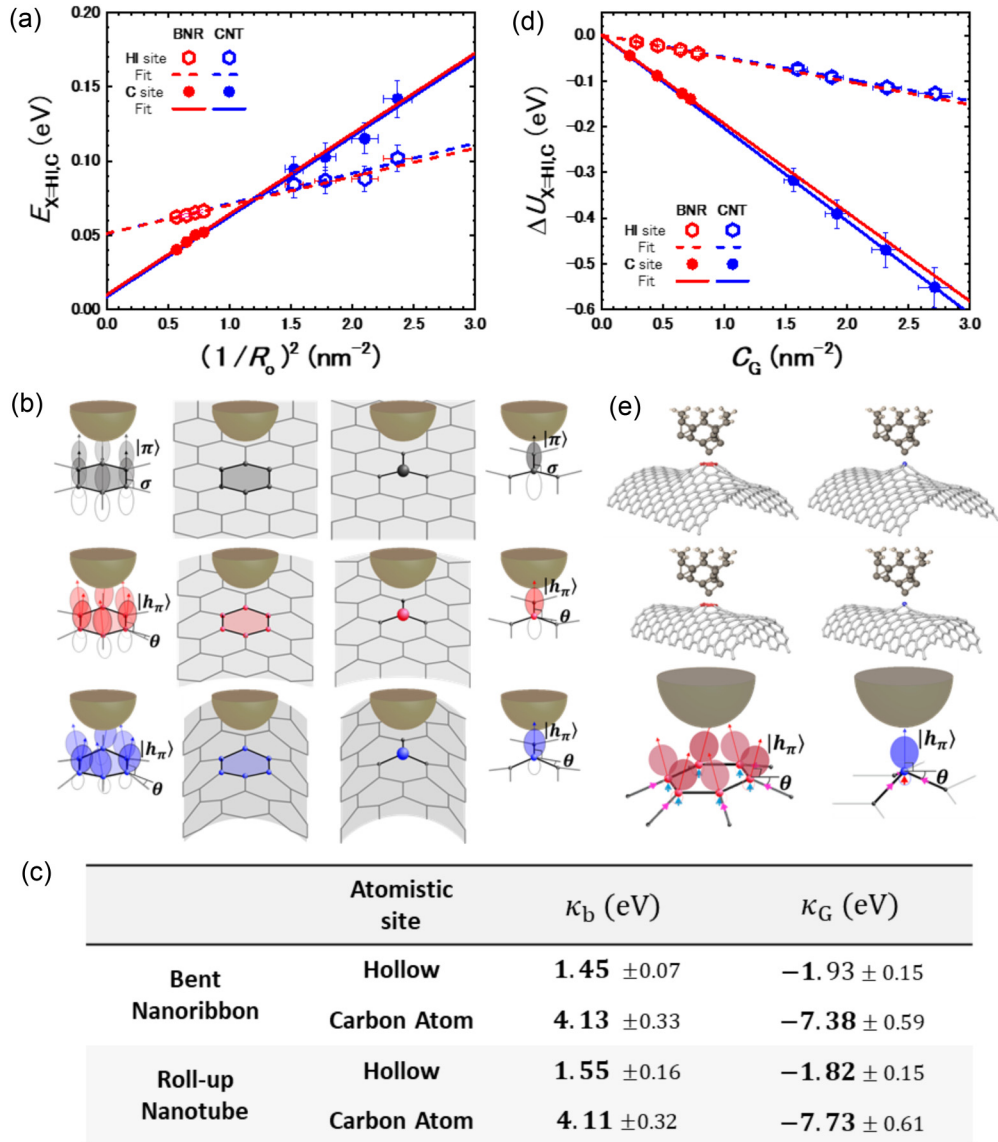 (a)
BNR CNT
HI site
Fit
C site
Fit
0.20
0.15
0.10
0.05
0.00
E_X=HI,C (eV)
0.0 0.5 1.0 1.5 2.0 2.5 3.0
(1/R_o)² (nm⁻²)
(d)
0.0
−0.1
−0.2
−0.3
−0.4
−0.5
−0.6
ΔU_X=HI,C (eV)
BNR CNT
HI site
Fit
C site
Fit
0.0 0.5 1.0 1.5 2.0 2.5 3.0
C_G (nm⁻²)
(b)
|π⟩
σ
|π⟩
σ
|h_π⟩
θ
|h_π⟩
θ
|h_π⟩
θ
|h_π⟩
θ
(e)
|h_π⟩
θ
|h_π⟩
θ
(c)
Atomistic site κ_b (eV) κ_G (eV)
Bent Nanoribbon
Hollow 1.45 ±0.07 −1.93 ± 0.15
Carbon Atom 4.13 ±0.33 −7.38 ± 0.59
Roll-up Nanotube
Hollow 1.55 ±0.16 −1.82 ± 0.15
Carbon Atom 4.11 ±0.32 −7.73 ± 0.61